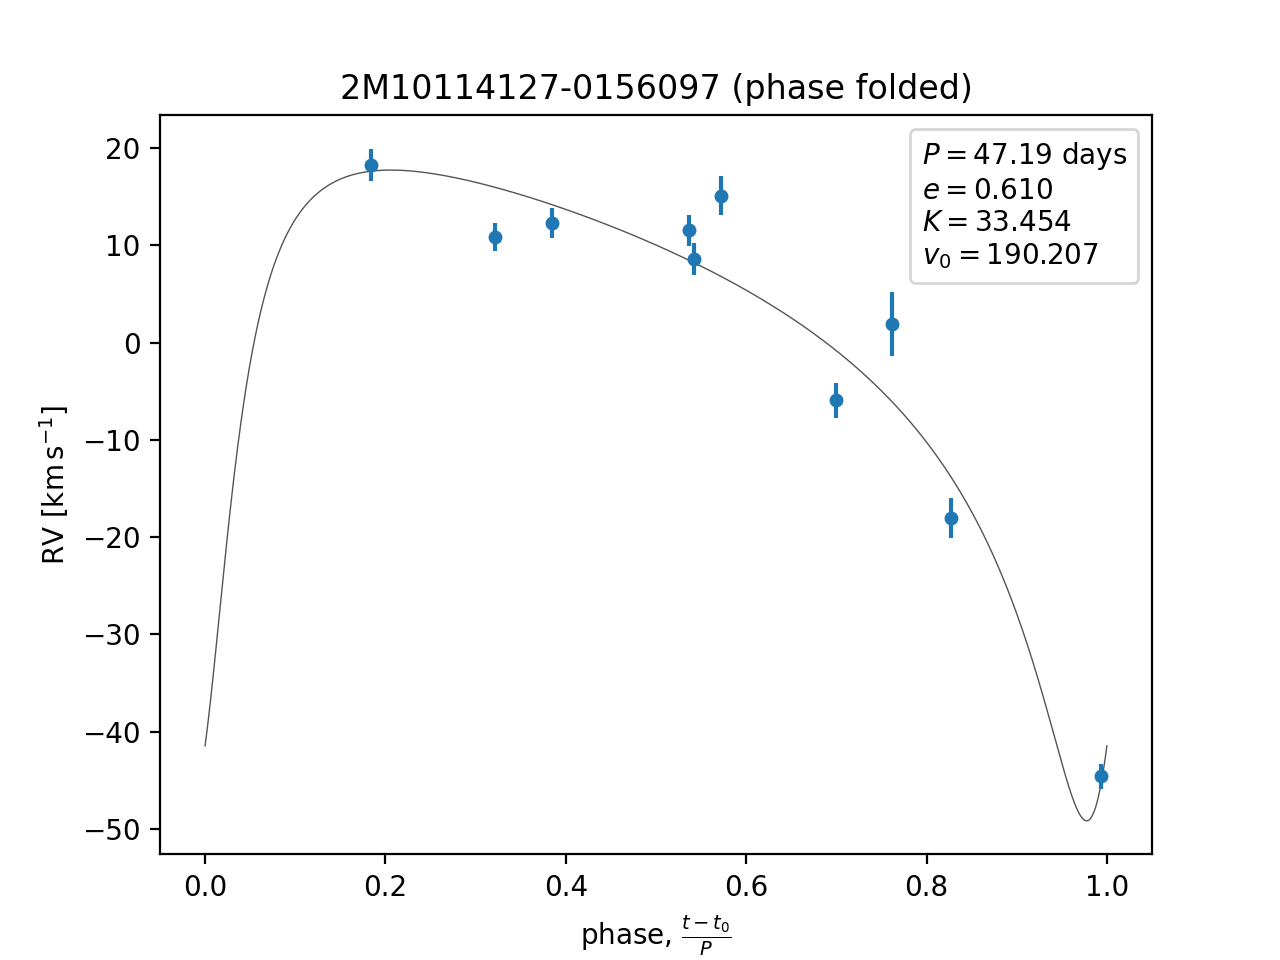 2M10114127-0156097 (phase folded)
P = 47.19 days
e = 0.610
K = 33.454
v₀ = 190.207
20
10
0
−10
−20
−30
−40
−50
RV [km s⁻¹]
0.0 0.2 0.4 0.6 0.8 1.0
phase, (t − t₀)/P